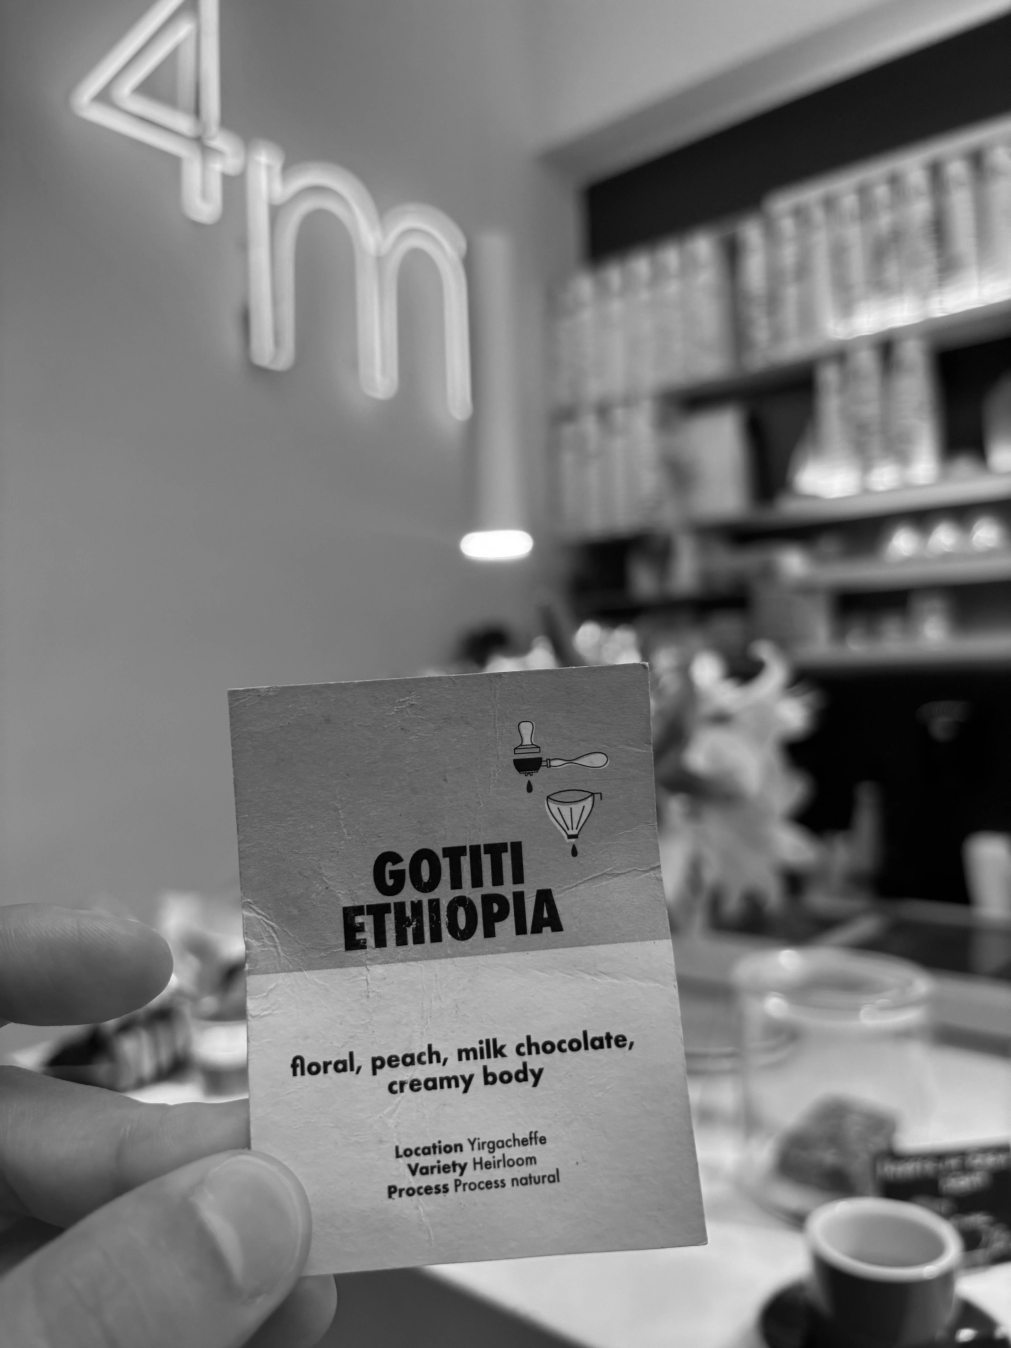 4m
GOTITI
ETHIOPIA
floral, peach, milk chocolate,
creamy body
Location Yirgacheffe
Variety Heirloom
Process Process natural